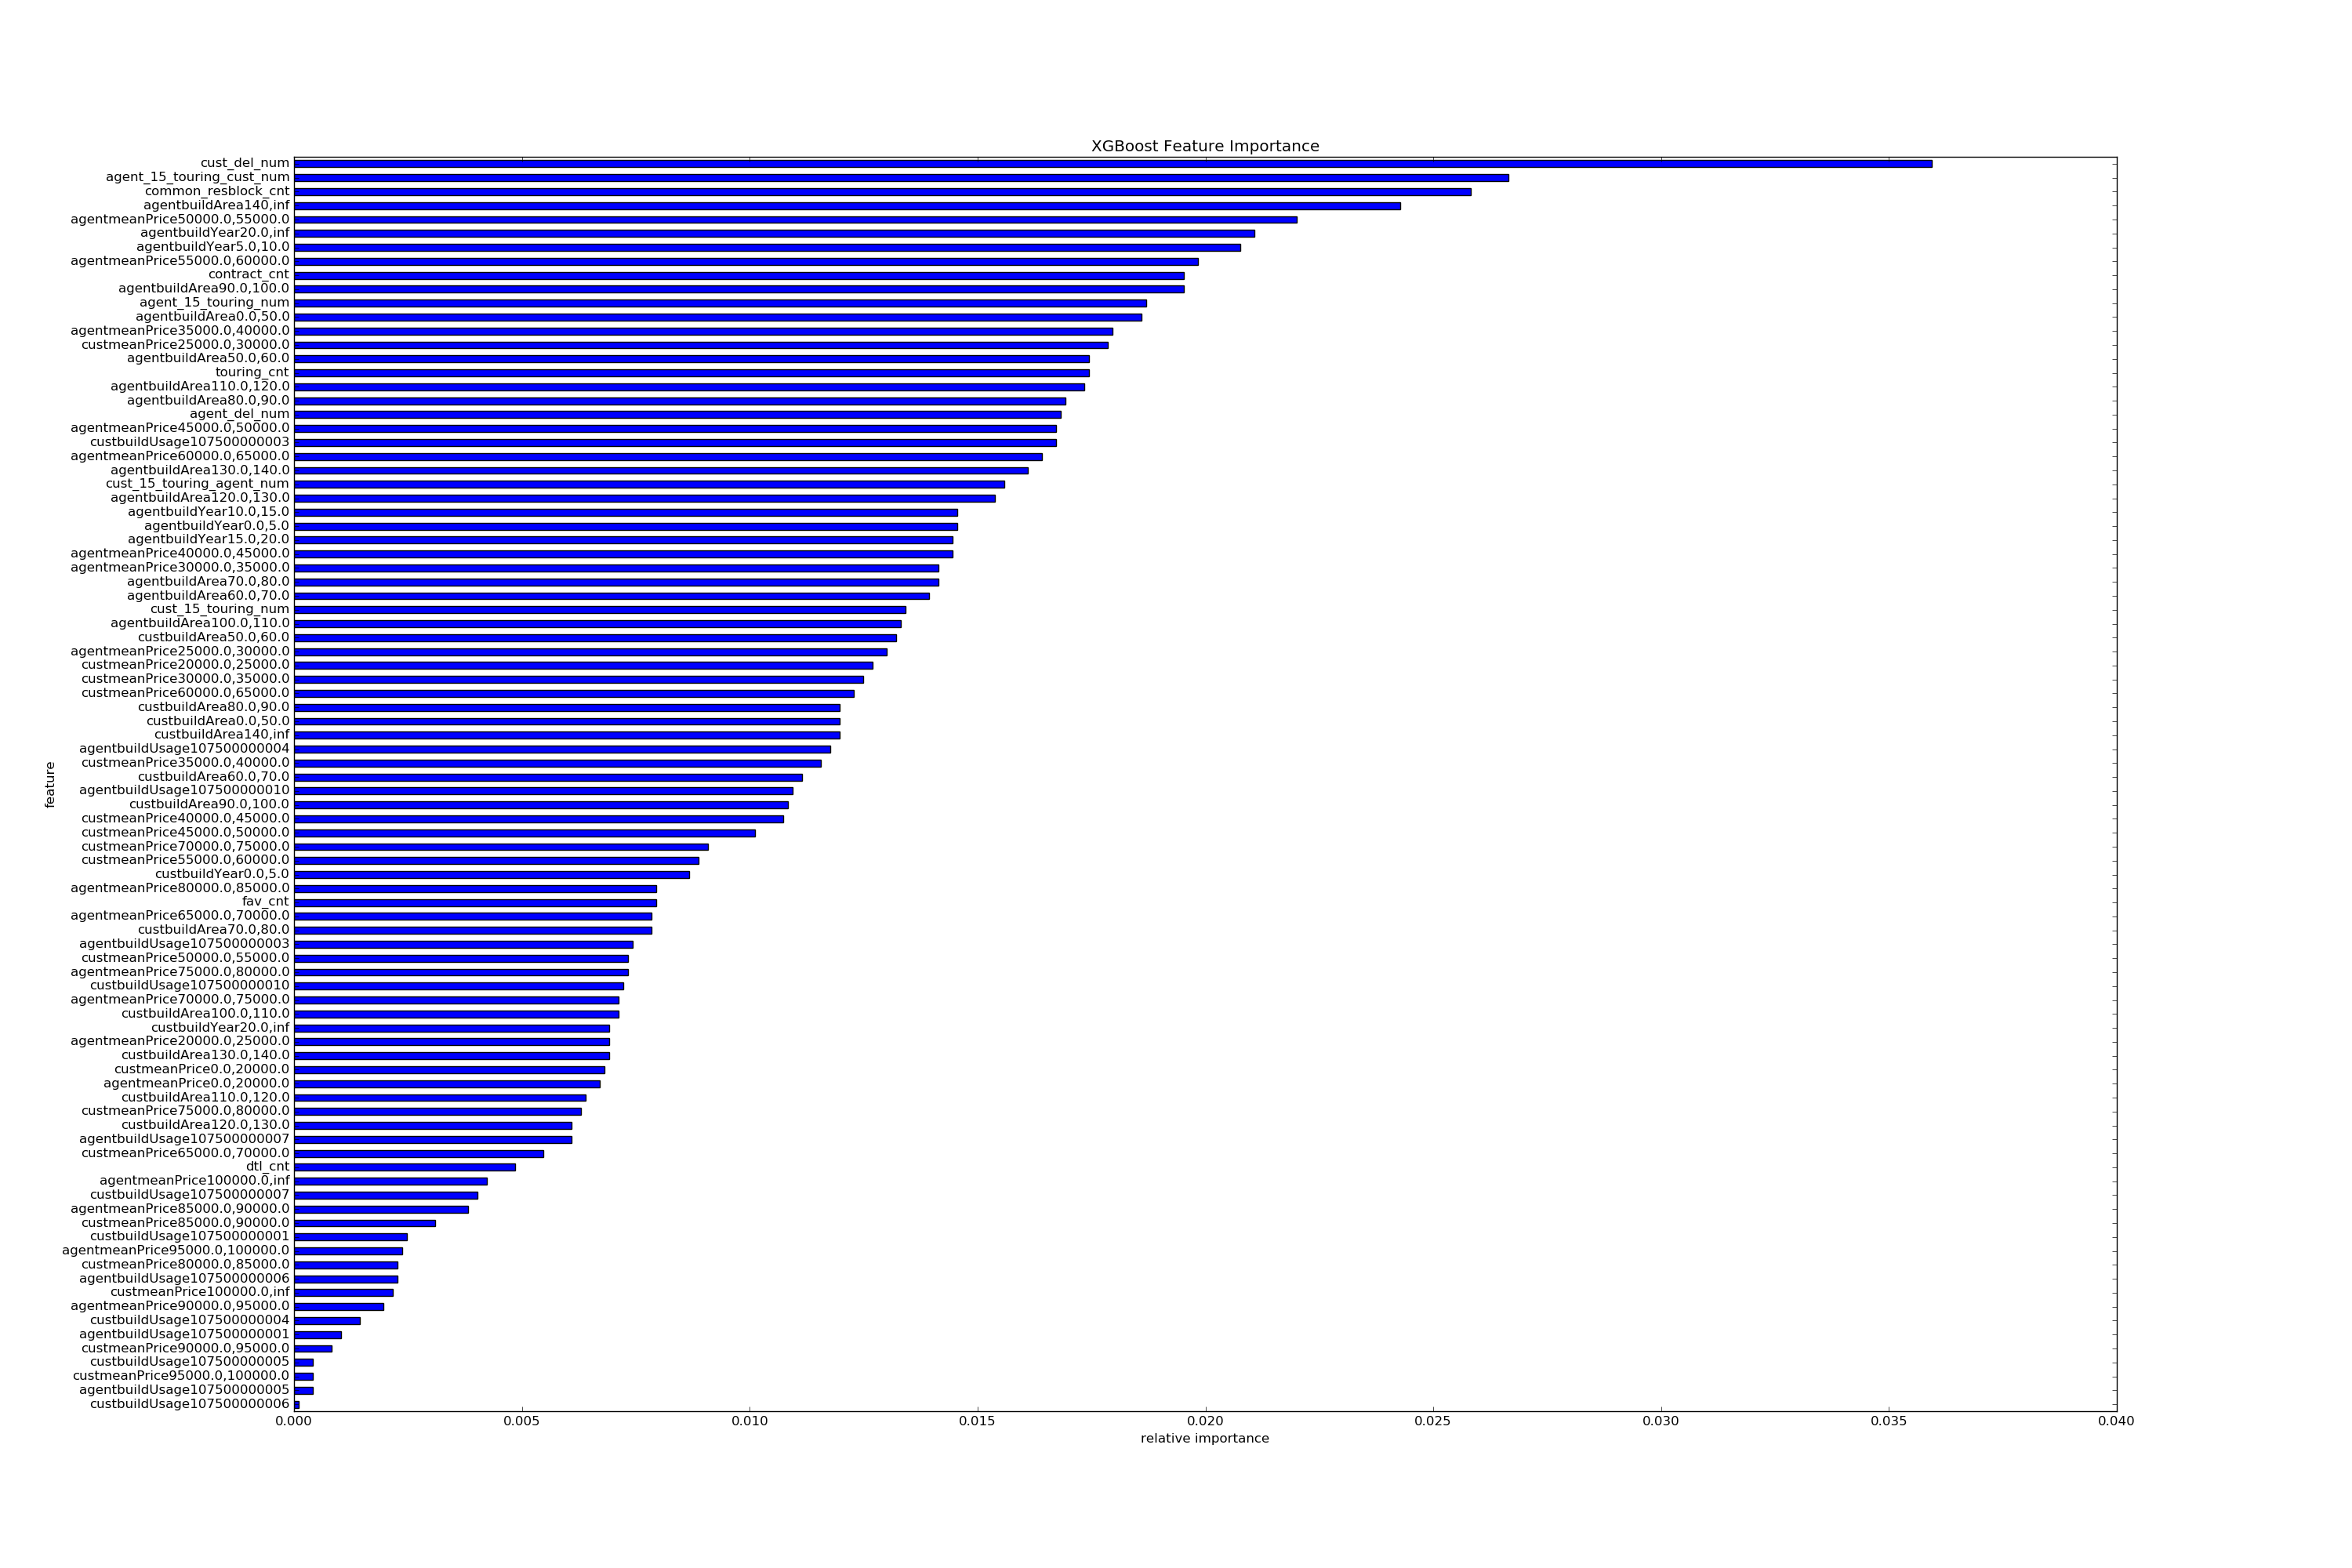 XGBoost Feature Importance
cust_del_num
agent_15_touring_cust_num
common_resblock_cnt
agentbuildArea140,inf
agentmeanPrice50000.0,55000.0
agentbuildYear20.0,inf
agentbuildYear5.0,10.0
agentmeanPrice55000.0,60000.0
contract_cnt
agentbuildArea90.0,100.0
agent_15_touring_num
agentbuildArea0.0,50.0
agentmeanPrice35000.0,40000.0
custmeanPrice25000.0,30000.0
agentbuildArea50.0,60.0
touring_cnt
agentbuildArea110.0,120.0
agentbuildArea80.0,90.0
agent_del_num
agentmeanPrice45000.0,50000.0
custbuildUsage107500000003
agentmeanPrice60000.0,65000.0
agentbuildArea130.0,140.0
cust_15_touring_agent_num
agentbuildArea120.0,130.0
agentbuildYear10.0,15.0
agentbuildYear0.0,5.0
agentbuildYear15.0,20.0
agentmeanPrice40000.0,45000.0
agentmeanPrice30000.0,35000.0
agentbuildArea70.0,80.0
agentbuildArea60.0,70.0
cust_15_touring_num
agentbuildArea100.0,110.0
custbuildArea50.0,60.0
agentmeanPrice25000.0,30000.0
custmeanPrice20000.0,25000.0
custmeanPrice30000.0,35000.0
custmeanPrice60000.0,65000.0
custbuildArea80.0,90.0
custbuildArea0.0,50.0
custbuildArea140,inf
agentbuildUsage107500000004
custmeanPrice35000.0,40000.0
custbuildArea60.0,70.0
agentbuildUsage107500000010
custbuildArea90.0,100.0
custmeanPrice40000.0,45000.0
custmeanPrice45000.0,50000.0
custmeanPrice70000.0,75000.0
custmeanPrice55000.0,60000.0
custbuildYear0.0,5.0
agentmeanPrice80000.0,85000.0
fav_cnt
agentmeanPrice65000.0,70000.0
custbuildArea70.0,80.0
agentbuildUsage107500000003
custmeanPrice50000.0,55000.0
agentmeanPrice75000.0,80000.0
custbuildUsage107500000010
agentmeanPrice70000.0,75000.0
custbuildArea100.0,110.0
custbuildYear20.0,inf
agentmeanPrice20000.0,25000.0
custbuildArea130.0,140.0
custmeanPrice0.0,20000.0
agentmeanPrice0.0,20000.0
custbuildArea110.0,120.0
custmeanPrice75000.0,80000.0
custbuildArea120.0,130.0
agentbuildUsage107500000007
custmeanPrice65000.0,70000.0
dtl_cnt
agentmeanPrice100000.0,inf
custbuildUsage107500000007
agentmeanPrice85000.0,90000.0
custmeanPrice85000.0,90000.0
custbuildUsage107500000001
agentmeanPrice95000.0,100000.0
custmeanPrice80000.0,85000.0
agentbuildUsage107500000006
custmeanPrice100000.0,inf
agentmeanPrice90000.0,95000.0
custbuildUsage107500000004
agentbuildUsage107500000001
custmeanPrice90000.0,95000.0
custbuildUsage107500000005
custmeanPrice95000.0,100000.0
agentbuildUsage107500000005
custbuildUsage107500000006
feature
0.000 0.005 0.010 0.015 0.020 0.025 0.030 0.035 0.040
relative importance